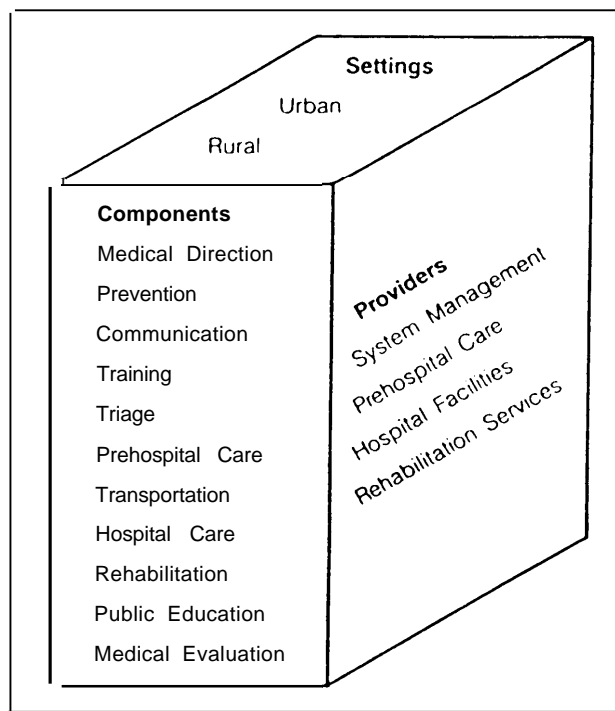 Settings
Urban
Rural
Components
Medical Direction
Prevention
Communication
Training
Triage
Prehospital Care
Transportation
Hospital Care
Rehabilitation
Public Education
Medical Evaluation
Providers
System Management
Prehospital Care
Hospital Facilities
Rehabilitation Services